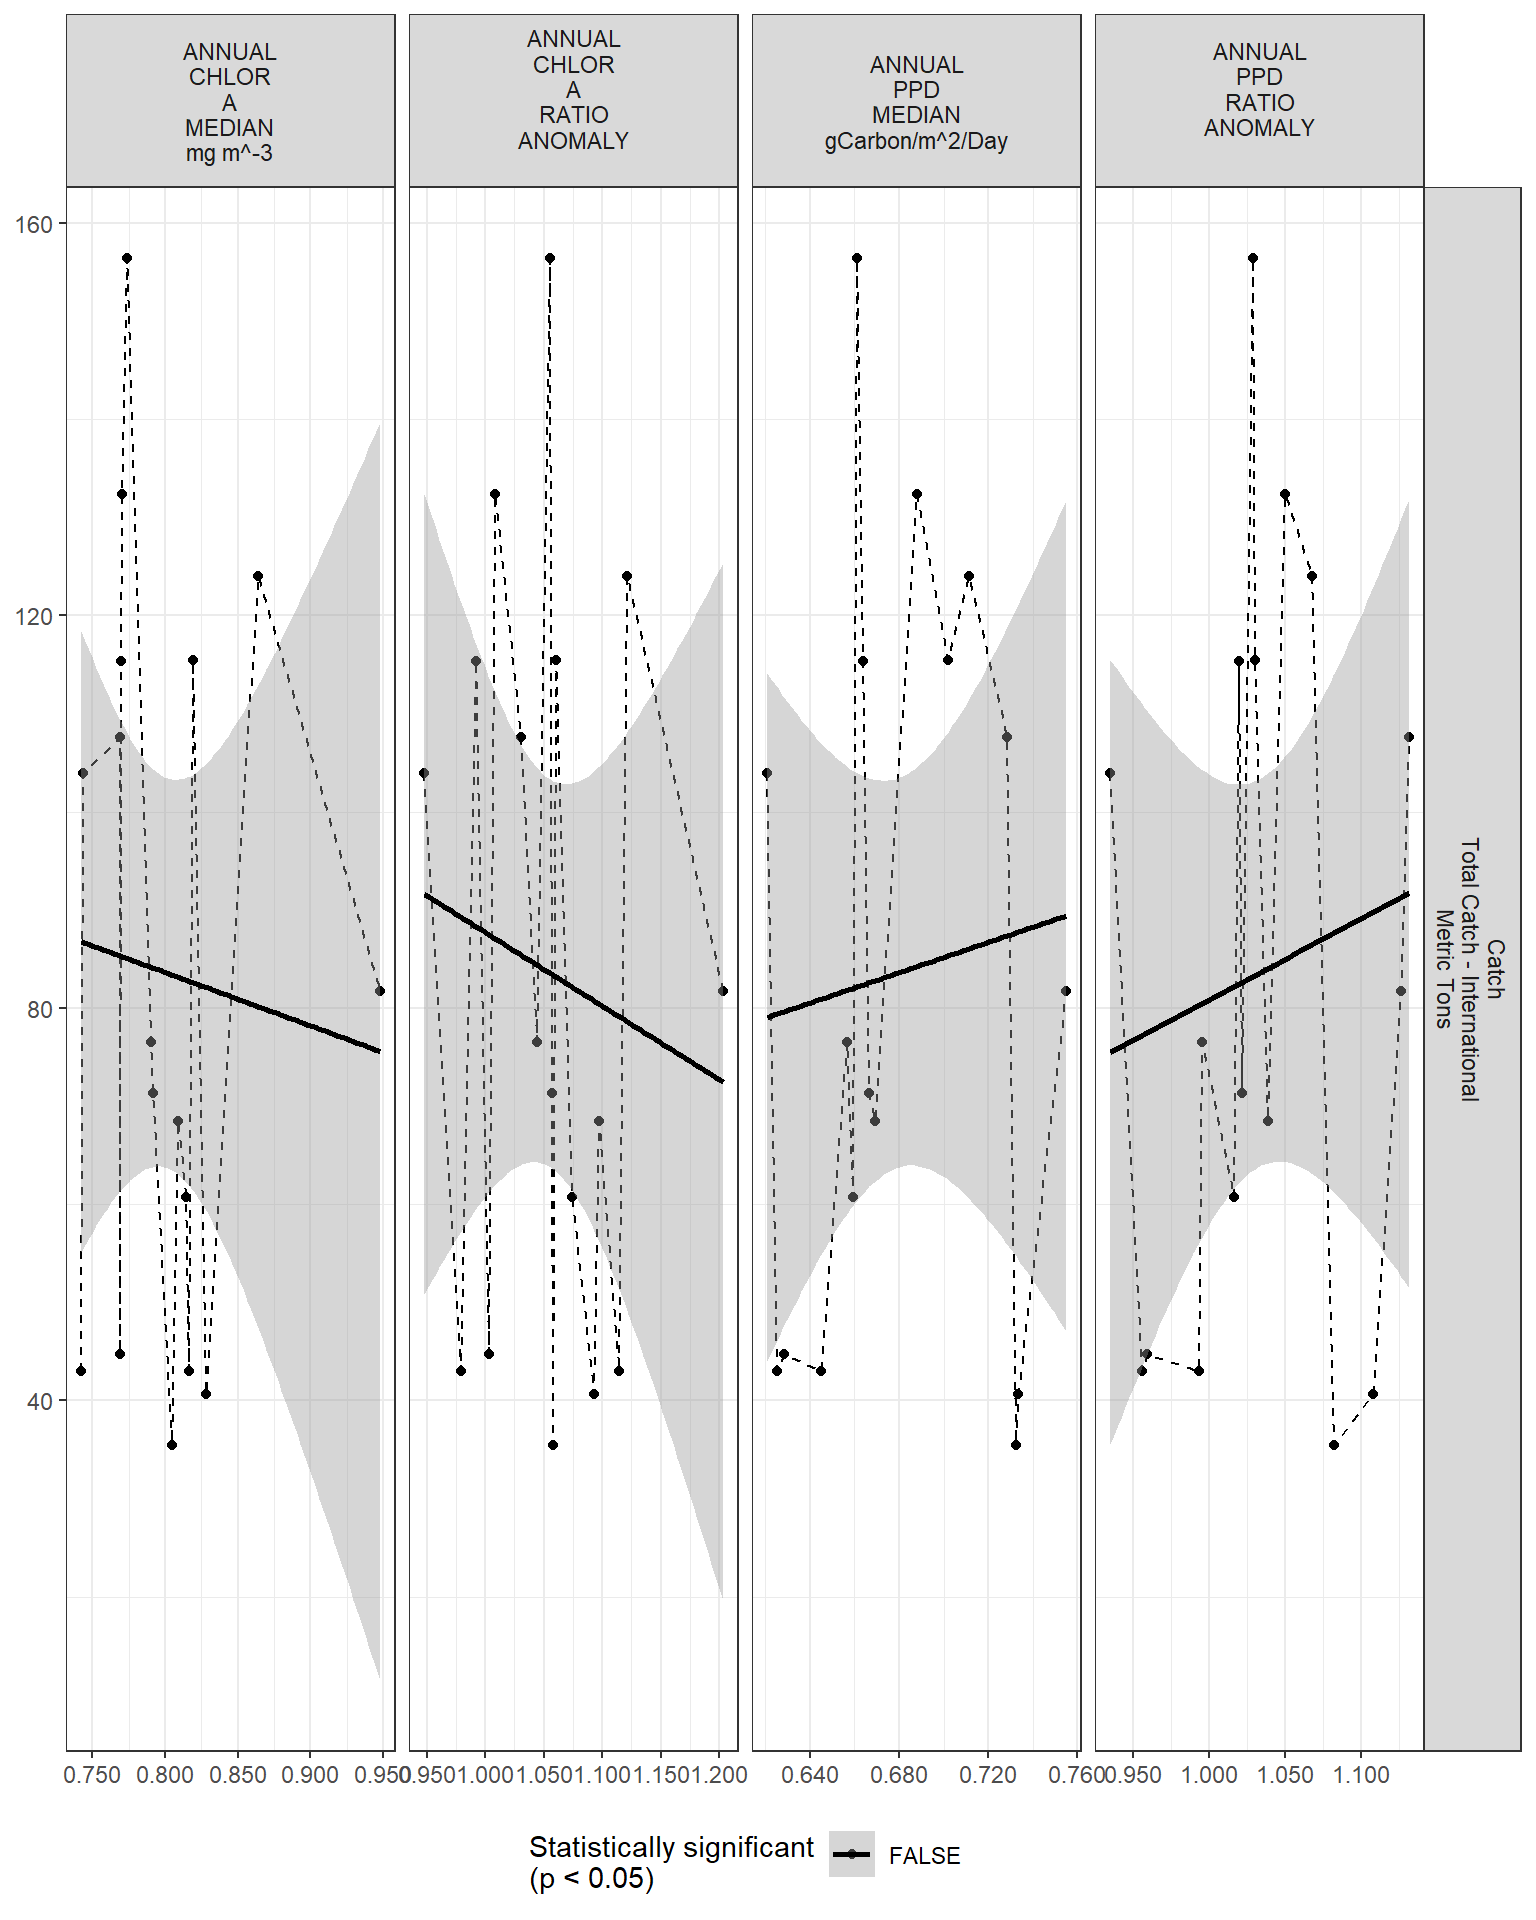 ANNUAL
CHLOR
A
MEDIAN
mg m^-3
ANNUAL
CHLOR
A
RATIO
ANOMALY
ANNUAL
PPD
MEDIAN
gCarbon/m^2/Day
ANNUAL
PPD
RATIO
ANOMALY
160
120
80
40
Catch
Total Catch - International
Metric Tons
0.750 0.800 0.850 0.900 0.950
0.950 1.000 1.050 1.100 1.150 1.200
0.640 0.680 0.720 0.760
0.950 1.000 1.050 1.100
Statistically significant
(p < 0.05)
FALSE